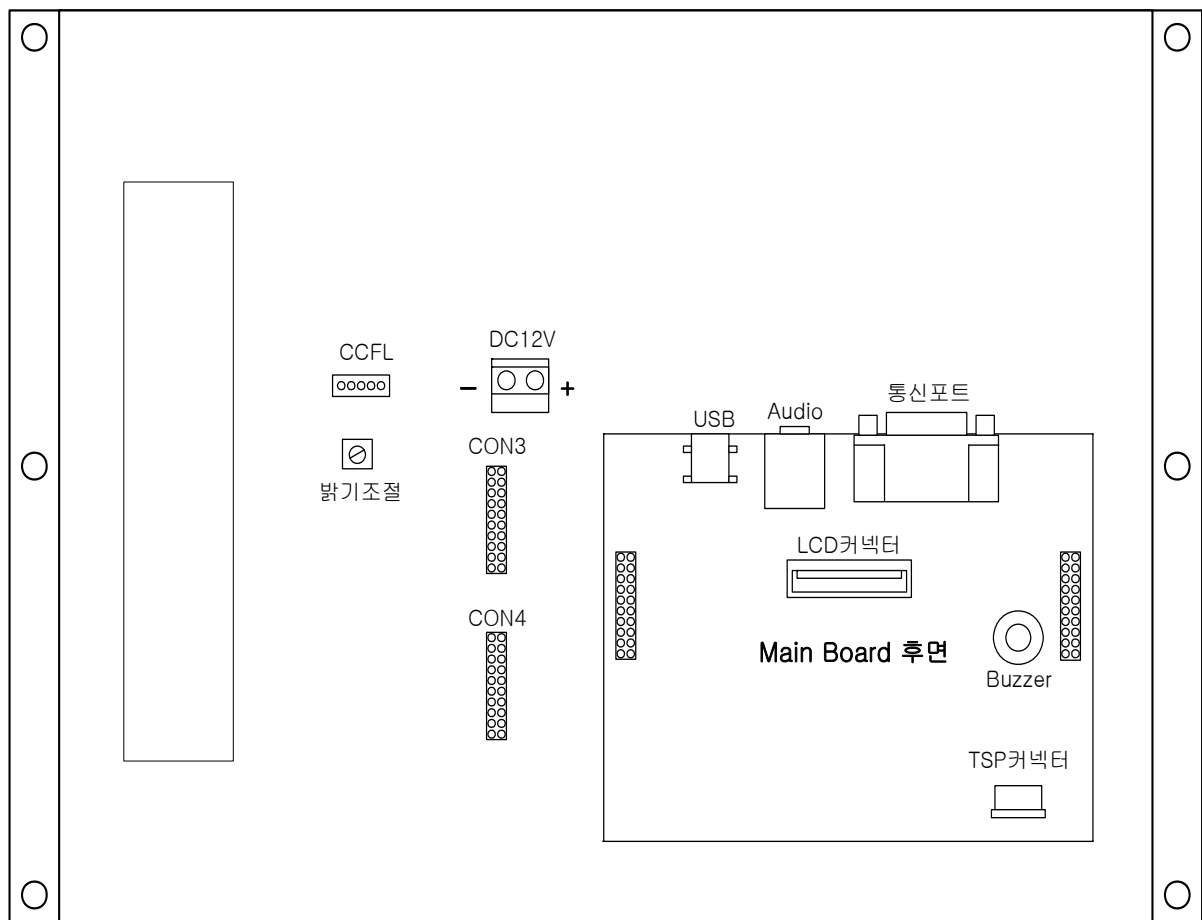 DC12V
CCFL
- +
통신포트
USB
Audio
CON3
밝기조절
LCD커넥터
CON4
Main Board 후면
Buzzer
TSP커넥터